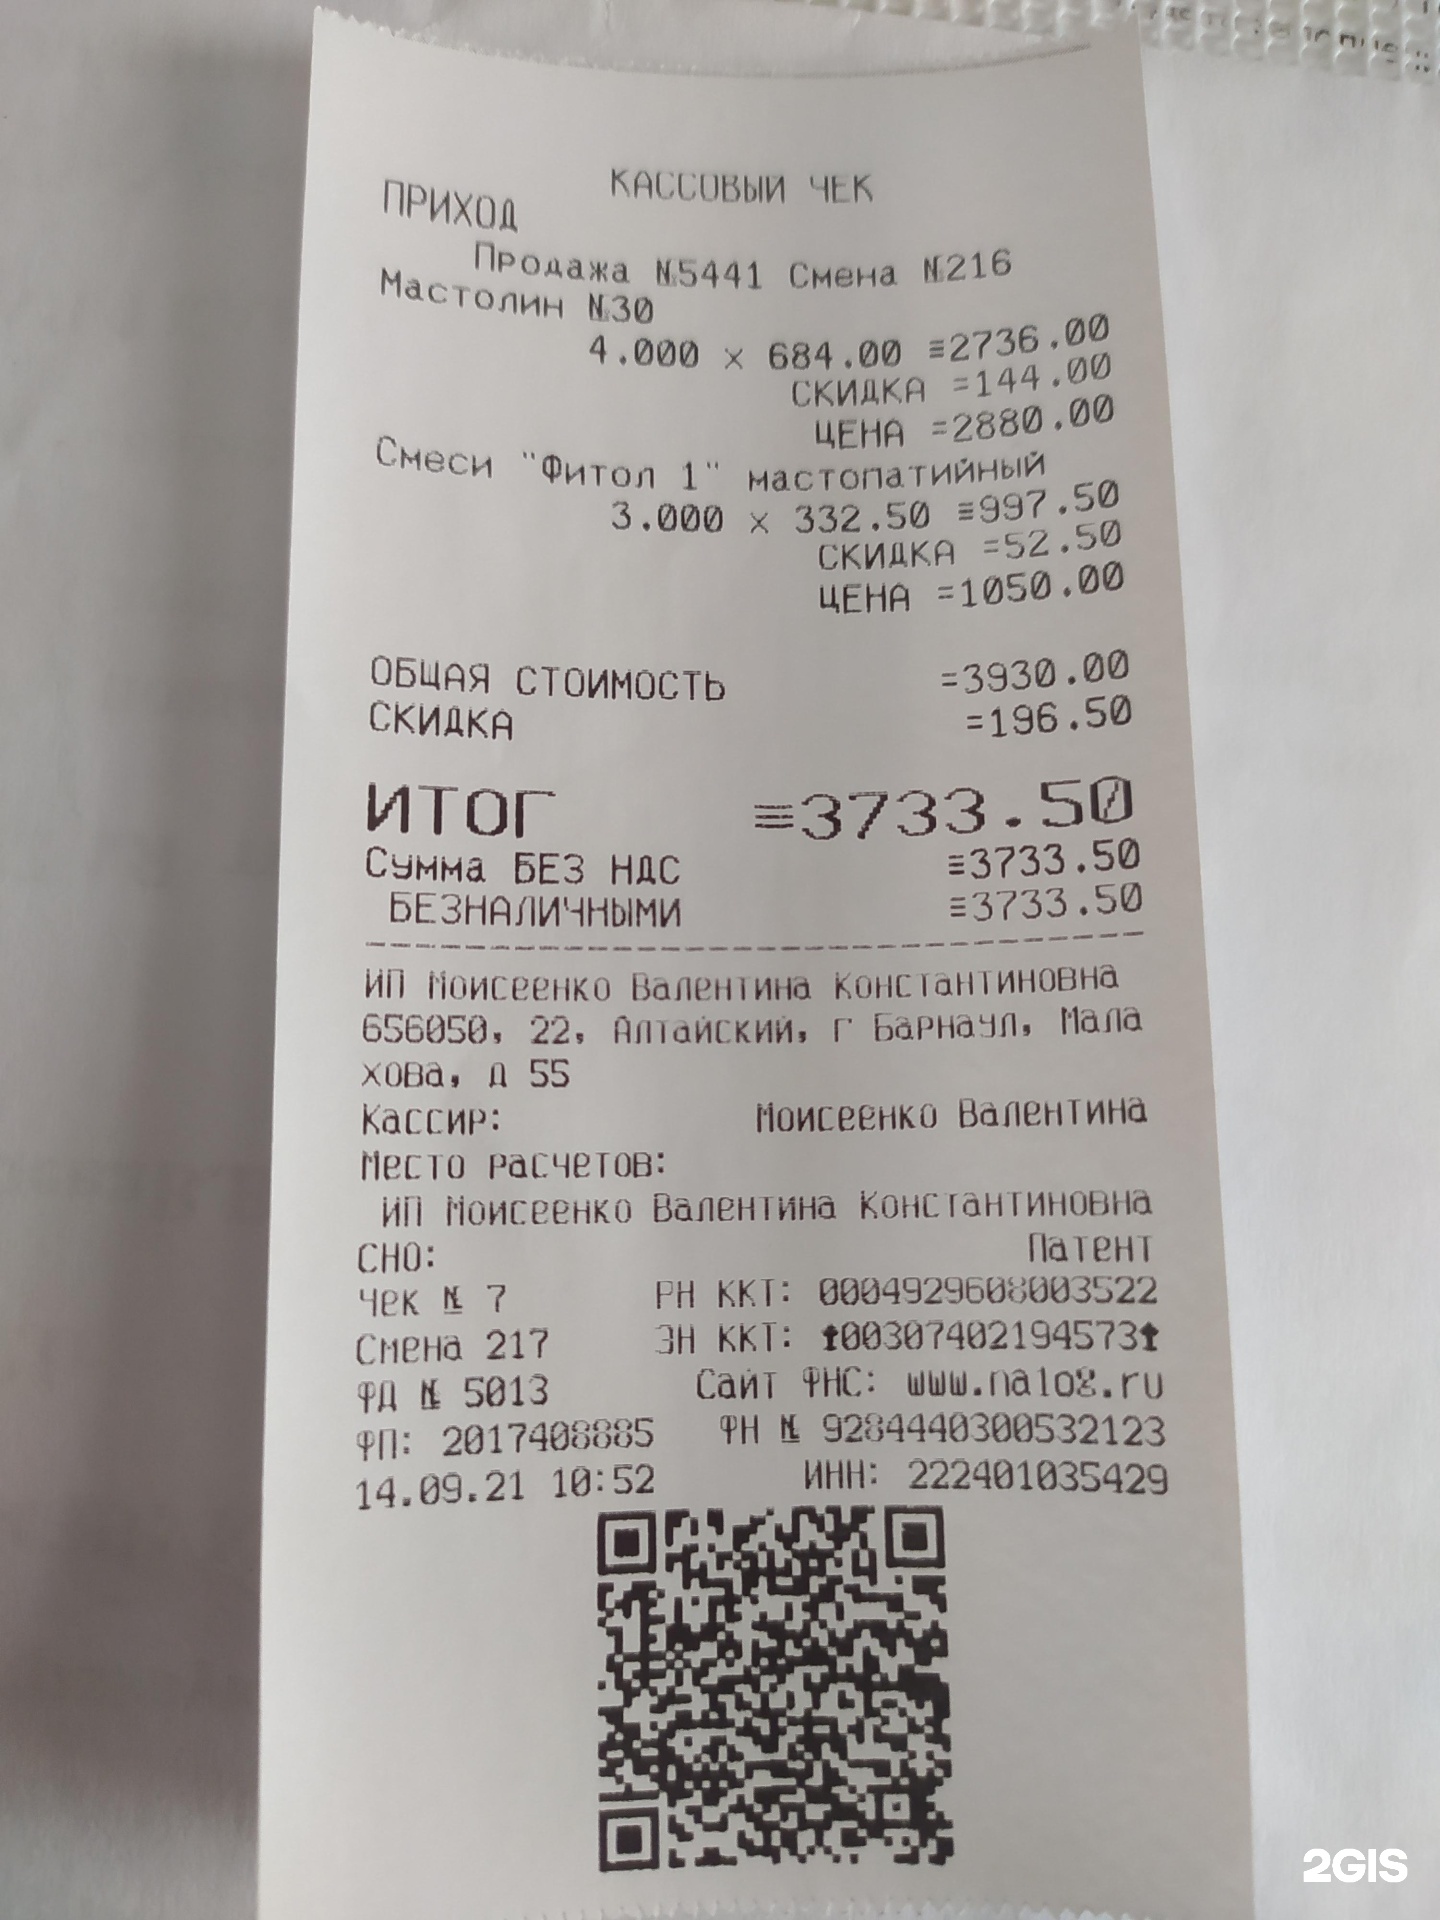 КАССОВЫЙ ЧЕК
ПРИХОД
Продажа №5441 Смена №216
Мастолин №30
4.000 × 684.00 ≡2736.00
СКИДКА =144.00
ЦЕНА =2880.00
Смеси "Фитол 1" мастопатийный
3.000 × 332.50 ≡997.50
СКИДКА =52.50
ЦЕНА =1050.00
ОБЩАЯ СТОИМОСТЬ =3930.00
СКИДКА =196.50
ИТОГ ≡3733.50
Сумма БЕЗ НДС ≡3733.50
БЕЗНАЛИЧНЫМИ ≡3733.50
ИП Моисеенко Валентина Константиновна
656050, 22, Алтайский, г Барнаул, Мала
хова, д 55
Кассир: Моисеенко Валентина
Место расчетов:
ИП Моисеенко Валентина Константиновна
СНО: Патент
Чек № 7 РН ККТ: 0004929608003522
Смена 217 ЗН ККТ: 00307402194573
ФД № 5013 Сайт ФНС: www.nalog.ru
ФП: 2017408885 ФН № 9284440300532123
14.09.21 10:52 ИНН: 222401035429
2GIS